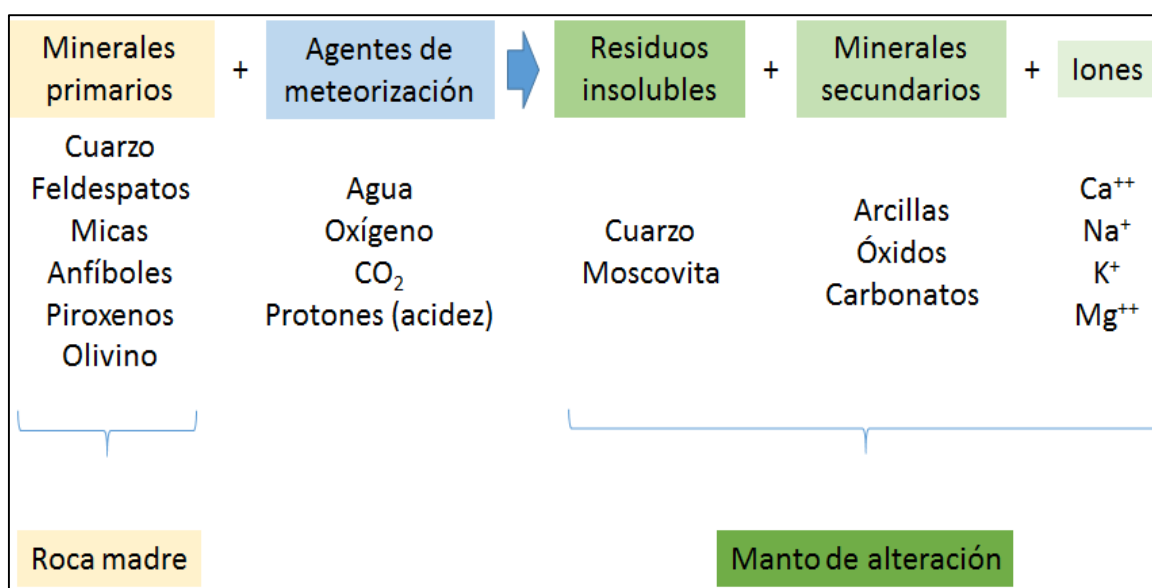 Minerales primarios
+
Agentes de meteorización
Residuos insolubles
+
Minerales secundarios
+
Iones
Cuarzo
Feldespatos
Micas
Anfíboles
Piroxenos
Olivino
Agua
Oxígeno
CO₂
Protones (acidez)
Cuarzo
Moscovita
Arcillas
Óxidos
Carbonatos
Ca⁺⁺
Na⁺
K⁺
Mg⁺⁺
Roca madre
Manto de alteración